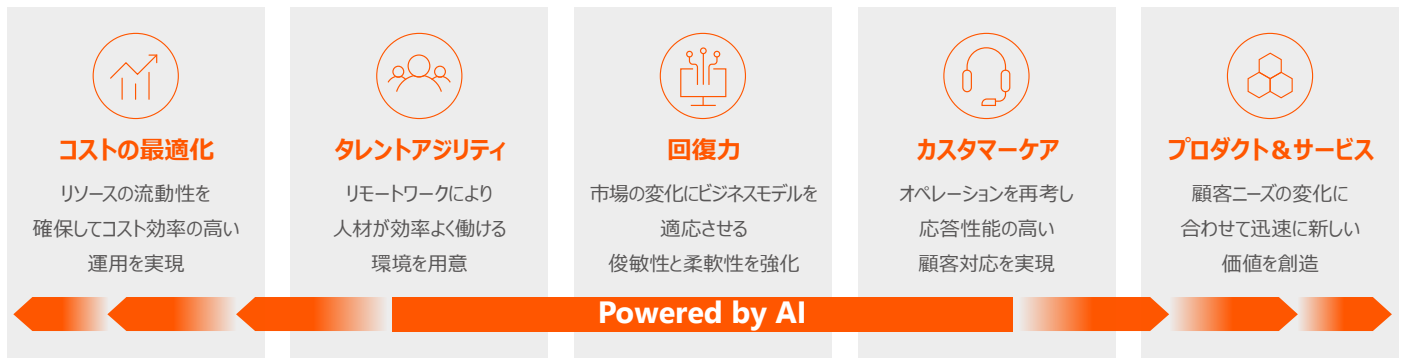 コストの最適化
リソースの流動性を
確保してコスト効率の高い
運用を実現
タレントアジリティ
リモートワークにより
人材が効率よく働ける
環境を用意
回復力
市場の変化にビジネスモデルを
適応させる
俊敏性と柔軟性を強化
カスタマーケア
オペレーションを再考し
応答性能の高い
顧客対応を実現
プロダクト＆サービス
顧客ニーズの変化に
合わせて迅速に新しい
価値を創造
Powered by AI